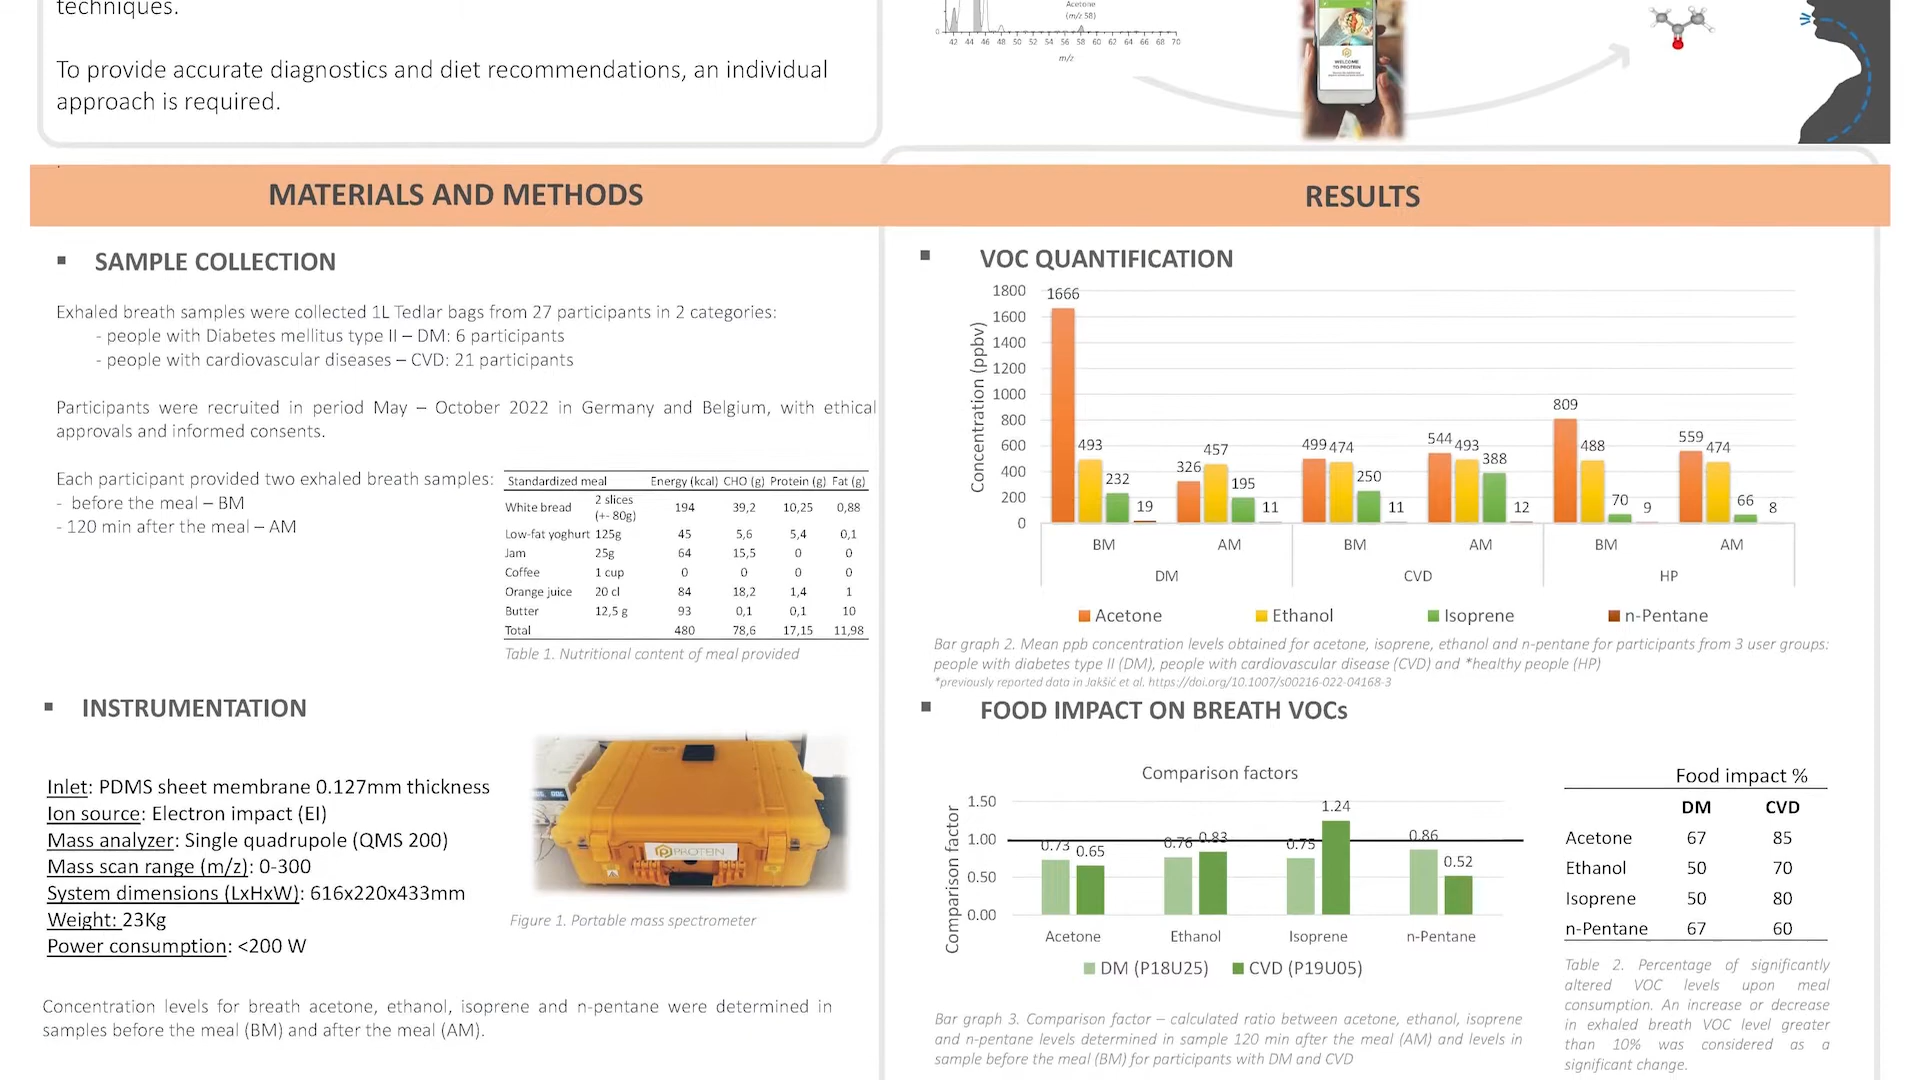 techniques.
To provide accurate diagnostics and diet recommendations, an individual
approach is required.
Acetone
(m/z 58)
0
42 44 46 48 50 52 54 56 58 60 62 64 66 68 70
m/z
WELCOME
TO PROTEIN
MATERIALS AND METHODS
▪ SAMPLE COLLECTION
Exhaled breath samples were collected 1L Tedlar bags from 27 participants in 2 categories:
- people with Diabetes mellitus type II – DM: 6 participants
- people with cardiovascular diseases – CVD: 21 participants
Participants were recruited in period May – October 2022 in Germany and Belgium, with ethical
approvals and informed consents.
Each participant provided two exhaled breath samples:
- before the meal – BM
- 120 min after the meal – AM
Standardized meal Energy (kcal) CHO (g) Protein (g) Fat (g)
White bread 2 slices (+- 80g) 194 39,2 10,25 0,88
Low-fat yoghurt 125g 45 5,6 5,4 0,1
Jam 25g 64 15,5 0 0
Coffee 1 cup 0 0 0 0
Orange juice 20 cl 84 18,2 1,4 1
Butter 12,5 g 93 0,1 0,1 10
Total 480 78,6 17,15 11,98
Table 1. Nutritional content of meal provided
▪ INSTRUMENTATION
Inlet: PDMS sheet membrane 0.127mm thickness
Ion source: Electron impact (EI)
Mass analyzer: Single quadrupole (QMS 200)
Mass scan range (m/z): 0-300
System dimensions (LxHxW): 616x220x433mm
Weight: 23Kg
Power consumption: <200 W
PROTEIN
Figure 1. Portable mass spectrometer
Concentration levels for breath acetone, ethanol, isoprene and n-pentane were determined in
samples before the meal (BM) and after the meal (AM).
RESULTS
▪ VOC QUANTIFICATION
Concentration (ppbv)
1800
1600
1400
1200
1000
800
600
400
200
0
1666 493 232 19 326 457 195 11 499 474 250 11 544 493 388 12 809 488 70 9 559 474 66 8
BM AM BM AM BM AM
DM CVD HP
Acetone Ethanol Isoprene n-Pentane
Bar graph 2. Mean ppb concentration levels obtained for acetone, isoprene, ethanol and n-pentane for participants from 3 user groups:
people with diabetes type II (DM), people with cardiovascular disease (CVD) and *healthy people (HP)
*previously reported data in Jakšić et al. https://doi.org/10.1007/s00216-022-04168-3
▪ FOOD IMPACT ON BREATH VOCs
Comparison factors
Comparison factor
1.50
1.00
0.50
0.00
0.73 0.65 0.76 0.83 0.75 1.24 0.86 0.52
Acetone Ethanol Isoprene n-Pentane
DM (P18U25) CVD (P19U05)
Bar graph 3. Comparison factor – calculated ratio between acetone, ethanol, isoprene
and n-pentane levels determined in sample 120 min after the meal (AM) and levels in
sample before the meal (BM) for participants with DM and CVD
Food impact %
DM CVD
Acetone 67 85
Ethanol 50 70
Isoprene 50 80
n-Pentane 67 60
Table 2. Percentage of significantly
altered VOC levels upon meal
consumption. An increase or decrease
in exhaled breath VOC level greater
than 10% was considered as a
significant change.